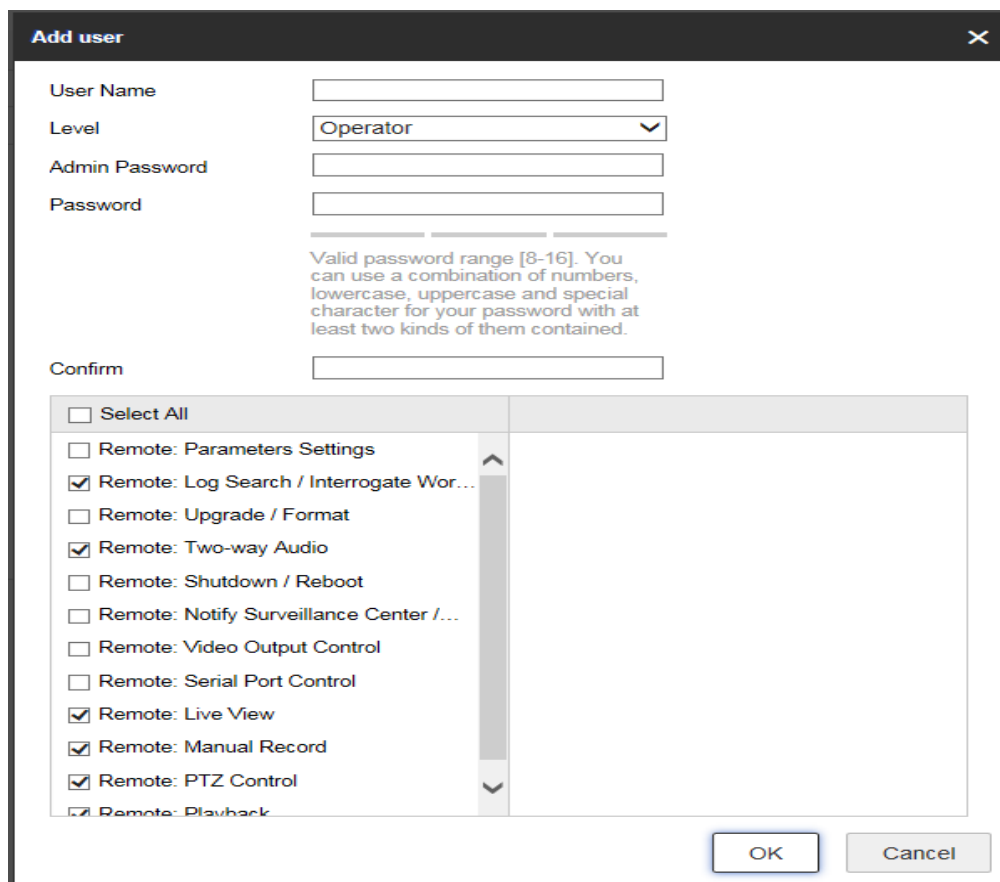 Add user
User Name
Level
Operator
Admin Password
Password
Valid password range [8-16]. You
can use a combination of numbers,
lowercase, uppercase and special
character for your password with at
least two kinds of them contained.
Confirm
Select All
Remote: Parameters Settings
Remote: Log Search / Interrogate Wor...
Remote: Upgrade / Format
Remote: Two-way Audio
Remote: Shutdown / Reboot
Remote: Notify Surveillance Center /...
Remote: Video Output Control
Remote: Serial Port Control
Remote: Live View
Remote: Manual Record
Remote: PTZ Control
Remote: Playback
OK
Cancel